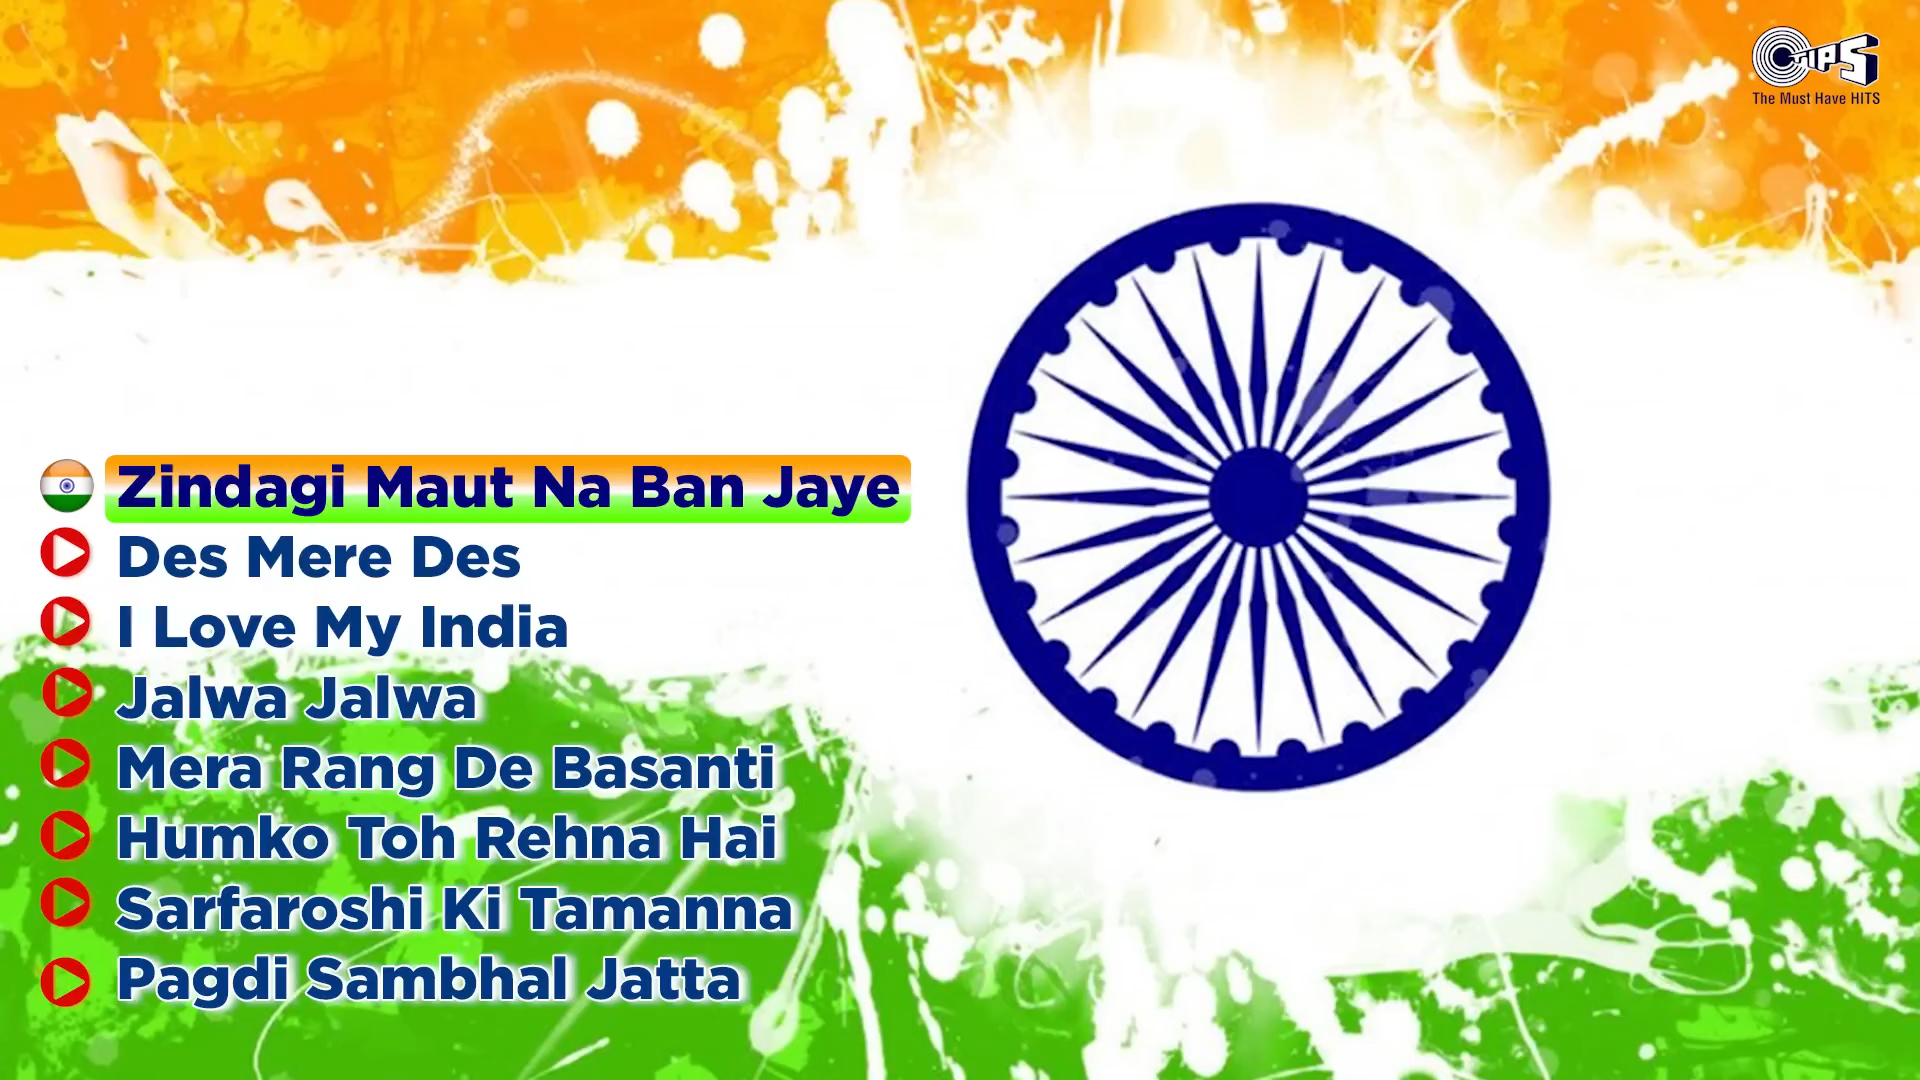 TIPS
The Must Have HITS
Zindagi Maut Na Ban Jaye
Des Mere Des
I Love My India
Jalwa Jalwa
Mera Rang De Basanti
Humko Toh Rehna Hai
Sarfaroshi Ki Tamanna
Pagdi Sambhal Jatta